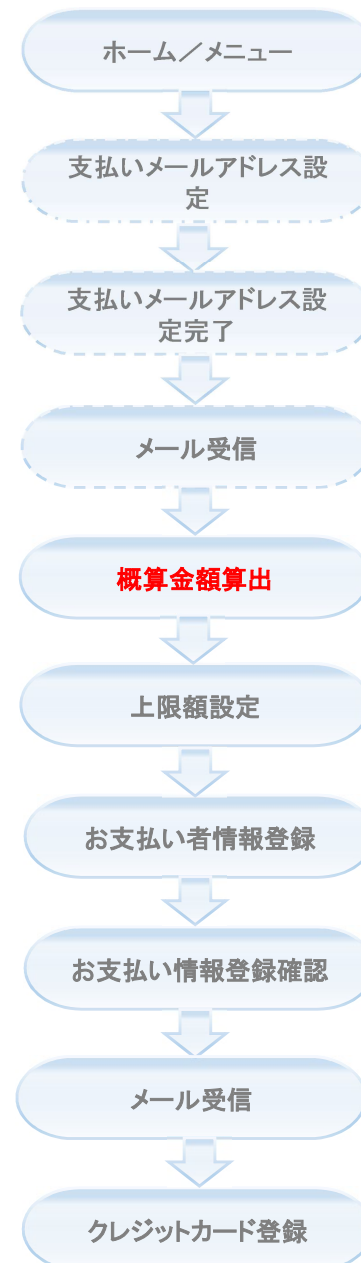 ホーム／メニュー
支払いメールアドレス設
定
支払いメールアドレス設
定完了
メール受信
概算金額算出
上限額設定
お支払い者情報登録
お支払い情報登録確認
メール受信
クレジットカード登録